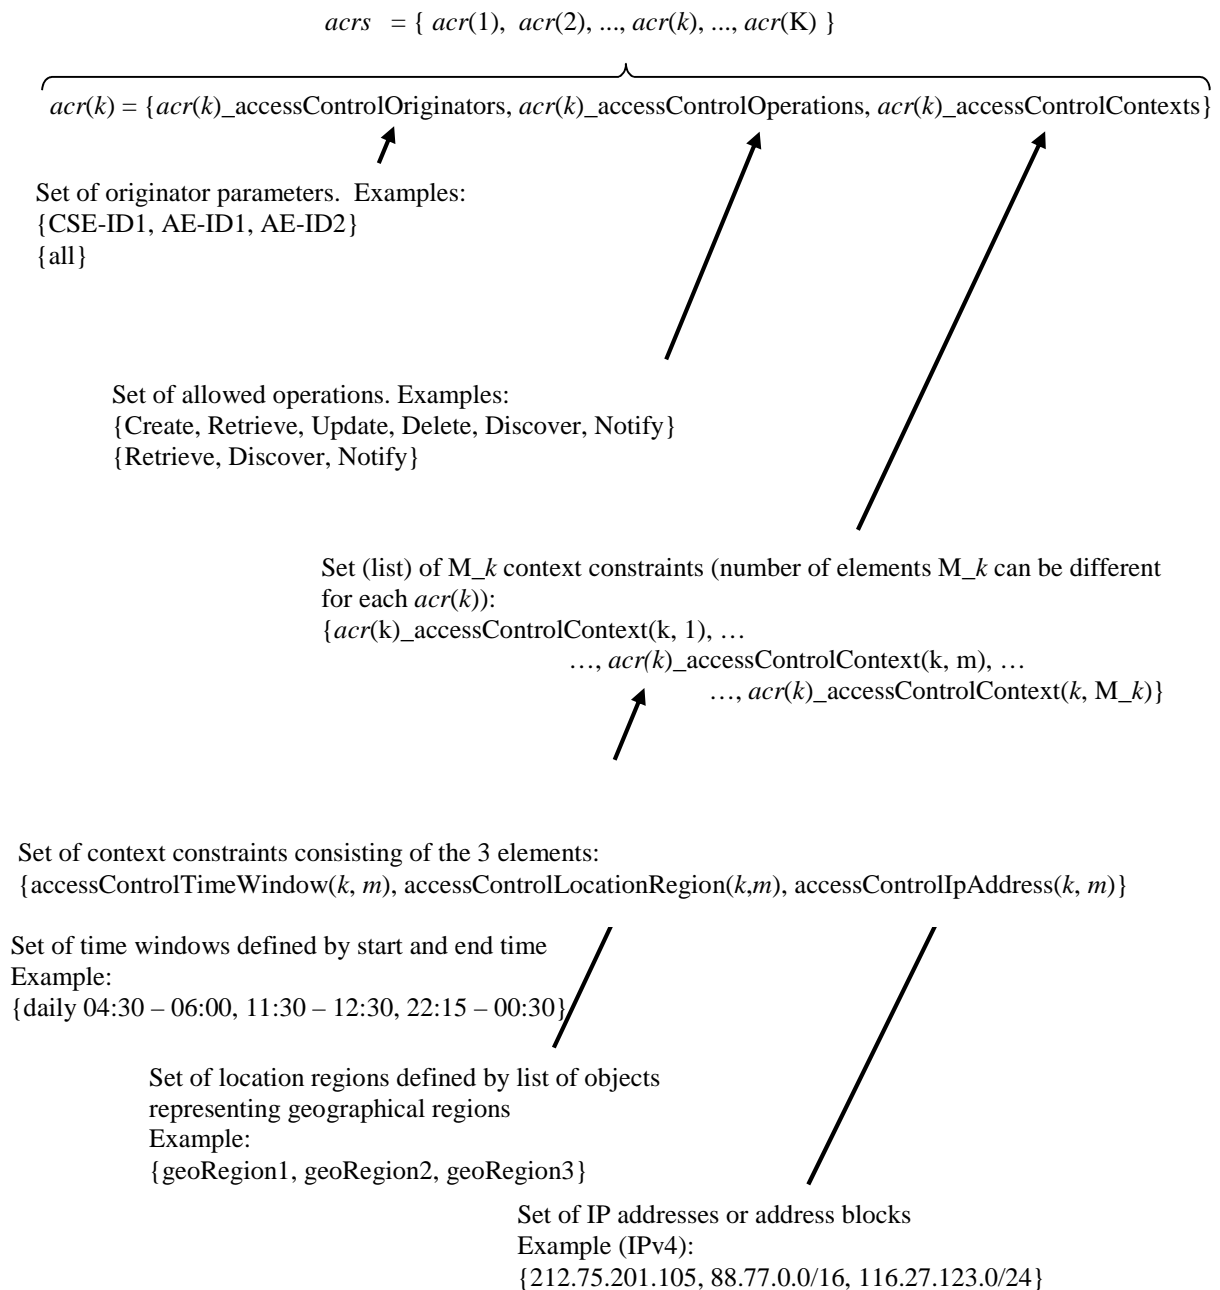 acrs = { acr(1), acr(2), ..., acr(k), ..., acr(K) }
acr(k) = {acr(k)_accessControlOriginators, acr(k)_accessControlOperations, acr(k)_accessControlContexts}
Set of originator parameters. Examples:
{CSE-ID1, AE-ID1, AE-ID2}
{all}
Set of allowed operations. Examples:
{Create, Retrieve, Update, Delete, Discover, Notify}
{Retrieve, Discover, Notify}
Set (list) of M_k context constraints (number of elements M_k can be different
for each acr(k)):
{acr(k)_accessControlContext(k, 1), …
…, acr(k)_accessControlContext(k, m), …
…, acr(k)_accessControlContext(k, M_k)}
Set of context constraints consisting of the 3 elements:
{accessControlTimeWindow(k, m), accessControlLocationRegion(k,m), accessControlIpAddress(k, m)}
Set of time windows defined by start and end time
Example:
{daily 04:30 – 06:00, 11:30 – 12:30, 22:15 – 00:30}
Set of location regions defined by list of objects
representing geographical regions
Example:
{geoRegion1, geoRegion2, geoRegion3}
Set of IP addresses or address blocks
Example (IPv4):
{212.75.201.105, 88.77.0.0/16, 116.27.123.0/24}